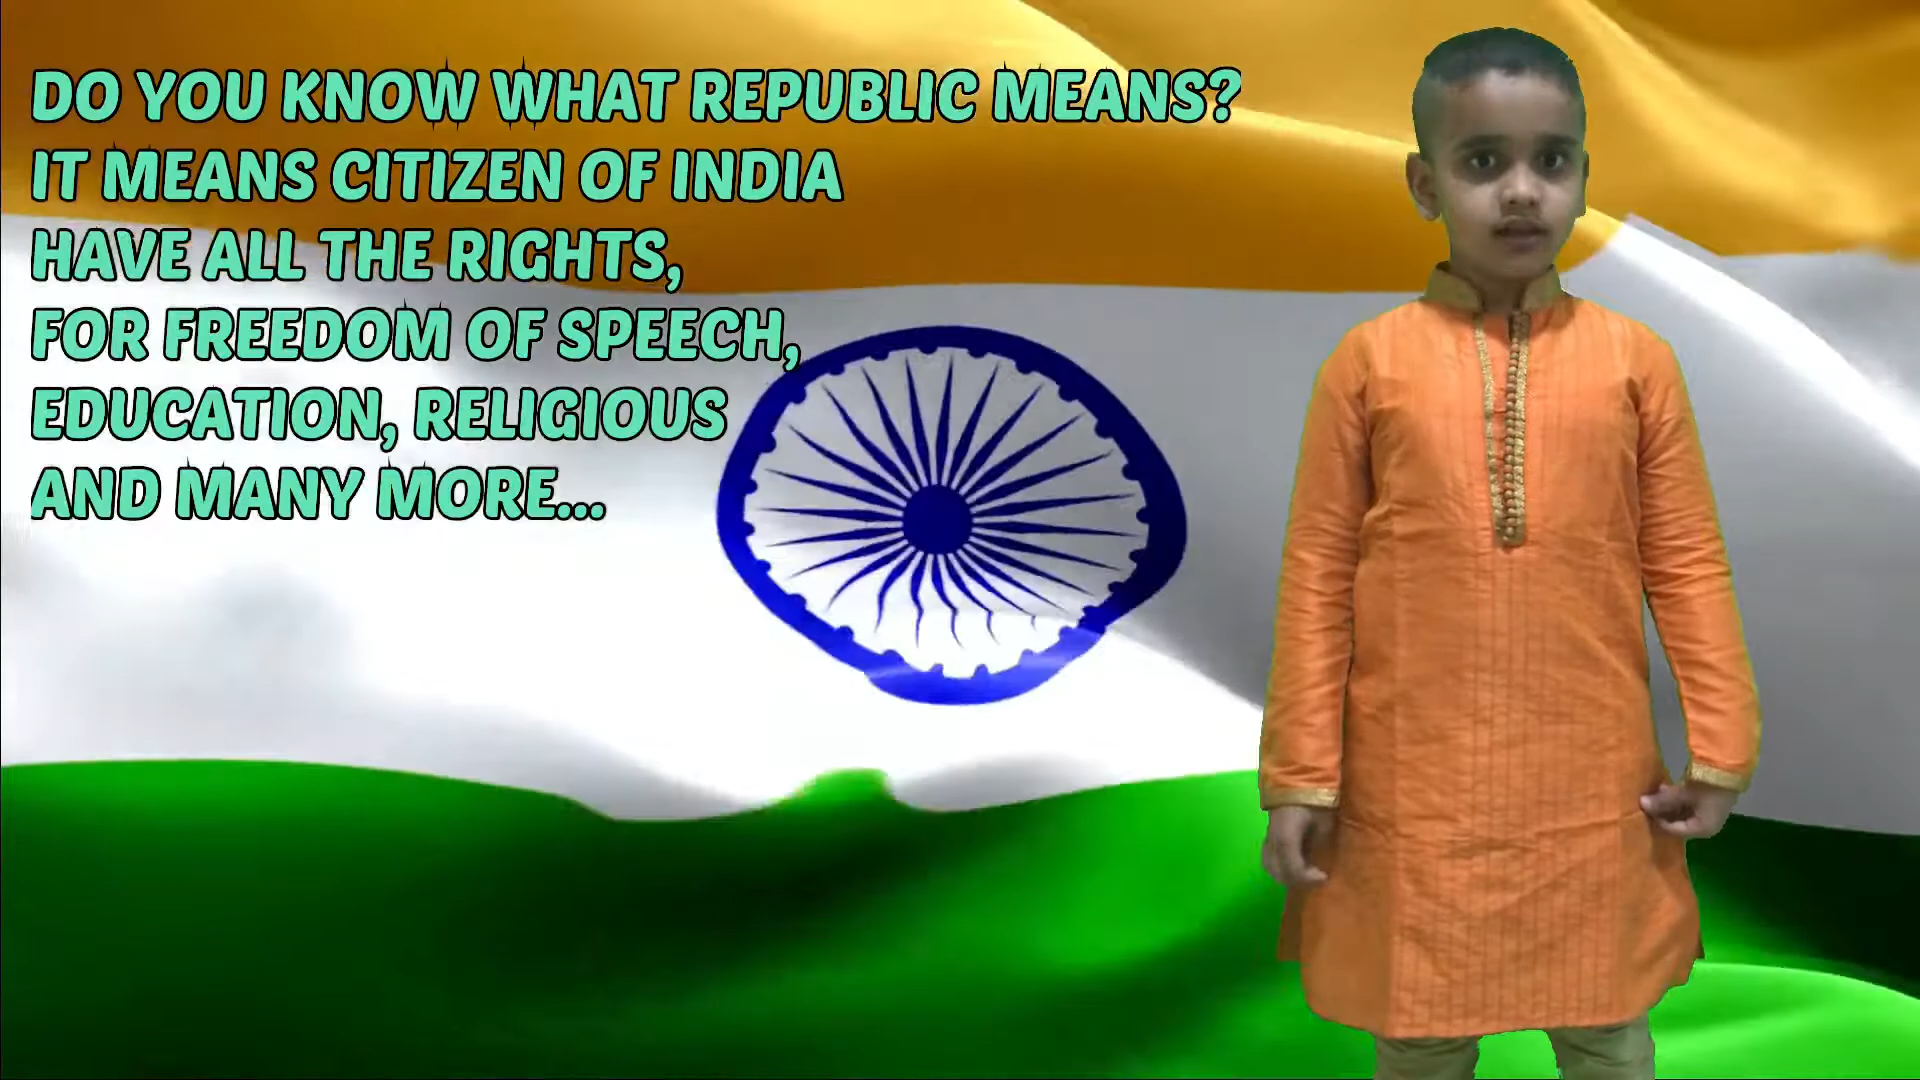 DO YOU KNOW WHAT REPUBLIC MEANS?
IT MEANS CITIZEN OF INDIA
HAVE ALL THE RIGHTS,
FOR FREEDOM OF SPEECH,
EDUCATION, RELIGIOUS
AND MANY MORE...